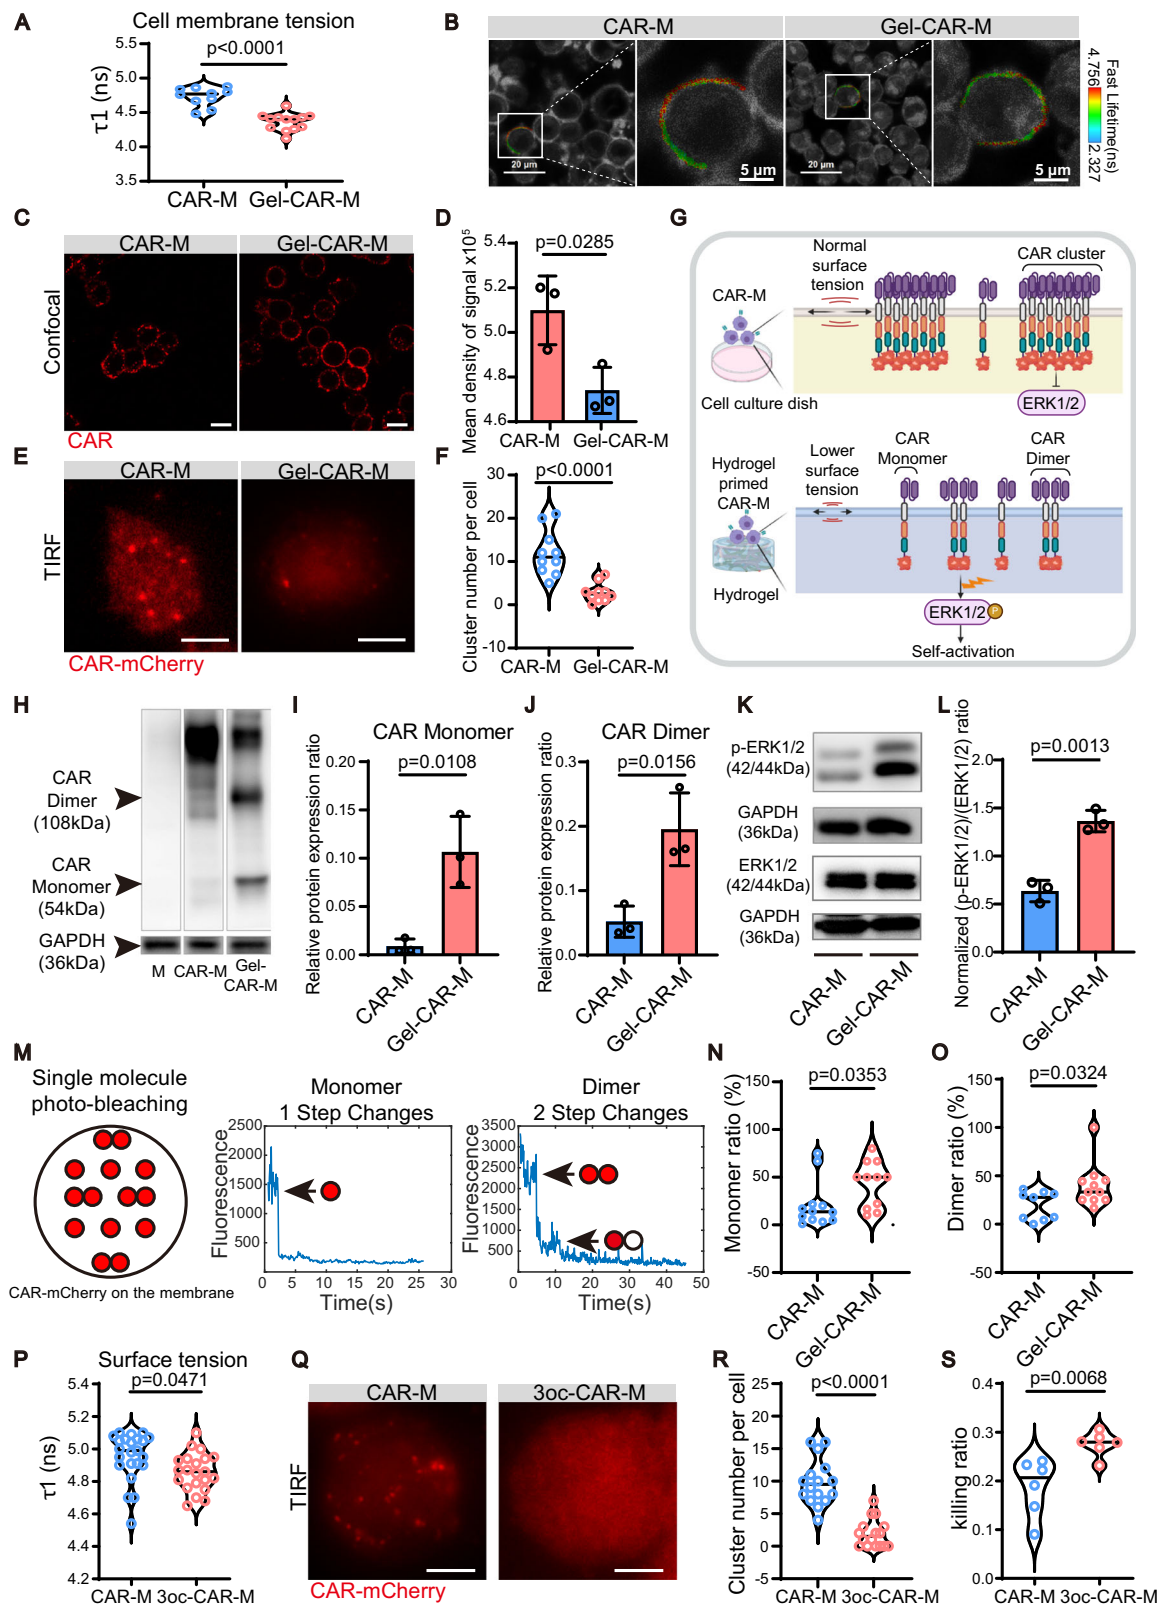 A
Cell membrane tension
p<0.0001
τ1 (ns)
5.5
5.0
4.5
4.0
3.5
CAR-M Gel-CAR-M
B
CAR-M
Gel-CAR-M
20 μm
5 μm
20 μm
5 μm
4.756
Fast Lifetime(ns)
2.327
C
CAR-M
Gel-CAR-M
Confocal
CAR
D
p=0.0285
Mean density of signal x10⁵
5.4
5.2
5.0
4.8
4.6
CAR-M Gel-CAR-M
E
CAR-M
Gel-CAR-M
TIRF
CAR-mCherry
F
p<0.0001
Cluster number per cell
30
20
10
0
-10
CAR-M Gel-CAR-M
G
Normal
surface
tension
CAR cluster
CAR-M
Cell culture dish
ERK1/2
Hydrogel
primed
CAR-M
Lower
surface
tension
CAR
Monomer
CAR
Dimer
Hydrogel
ERK1/2
P
Self-activation
H
CAR
Dimer
(108kDa)
CAR
Monomer
(54kDa)
GAPDH
(36kDa)
M
CAR-M
Gel-
CAR-M
I
CAR Monomer
p=0.0108
Relative protein expression ratio
0.20
0.15
0.10
0.05
0.00
CAR-M
Gel-CAR-M
J
CAR Dimer
p=0.0156
Relative protein expression ratio
0.3
0.2
0.1
0.0
CAR-M
Gel-CAR-M
K
p-ERK1/2
(42/44kDa)
GAPDH
(36kDa)
ERK1/2
(42/44kDa)
GAPDH
(36kDa)
CAR-M
Gel-CAR-M
L
p=0.0013
Normalized (p-ERK1/2)/(ERK1/2) ratio
2.0
1.5
1.0
0.5
0.0
CAR-M
Gel-CAR-M
M
Single molecule
photo-bleaching
CAR-mCherry on the membrane
Monomer
1 Step Changes
Fluorescence
2500
2000
1500
1000
500
0 5 10 15 20 25 30
Time(s)
Dimer
2 Step Changes
Fluorescence
3500
3000
2500
2000
1500
1000
500
0 10 20 30 40 50
Time(s)
N
p=0.0353
Monomer ratio (%)
150
100
50
0
-50
CAR-M
Gel-CAR-M
O
p=0.0324
Dimer ratio (%)
150
100
50
0
-50
CAR-M
Gel-CAR-M
P
Surface tension
p=0.0471
τ1 (ns)
5.4
5.2
5.0
4.8
4.6
4.4
4.2
CAR-M 3oc-CAR-M
Q
CAR-M
3oc-CAR-M
TIRF
CAR-mCherry
R
p<0.0001
Cluster number per cell
25
20
15
10
5
0
-5
CAR-M 3oc-CAR-M
S
p=0.0068
killing ratio
0.4
0.3
0.2
0.1
0.0
CAR-M 3oc-CAR-M